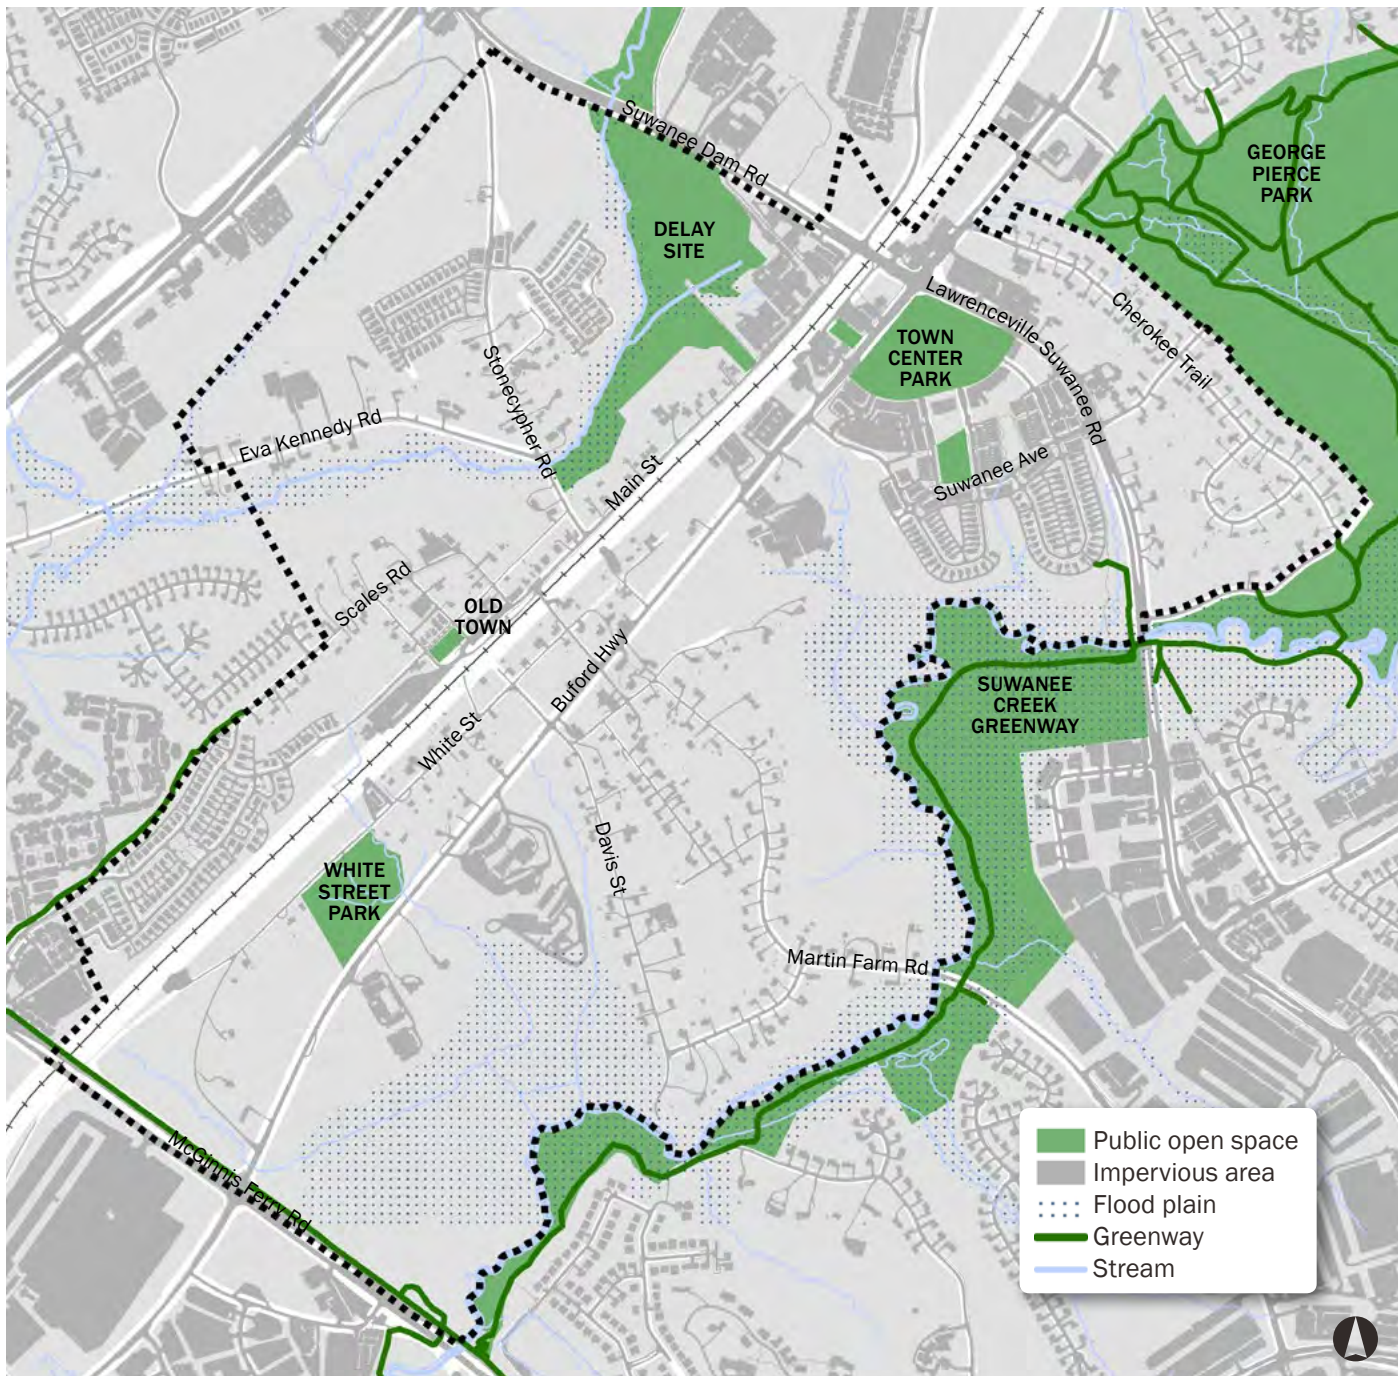 Suwanee Dam Rd
GEORGE
PIERCE
PARK
DELAY
SITE
Lawrenceville Suwanee Rd
Cherokee Trail
TOWN
CENTER
PARK
Stonecypher Rd
Eva Kennedy Rd
Main St
Suwanee Ave
Scales Rd
OLD
TOWN
Buford Hwy
White St
SUWANEE
CREEK
GREENWAY
Davis St
WHITE
STREET
PARK
Martin Farm Rd
McGinnis Ferry Rd
Public open space
Impervious area
Flood plain
Greenway
Stream